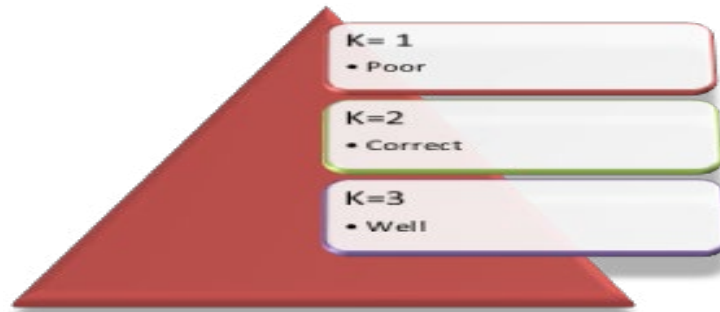 K= 1
• Poor
K=2
• Correct
K=3
• Well